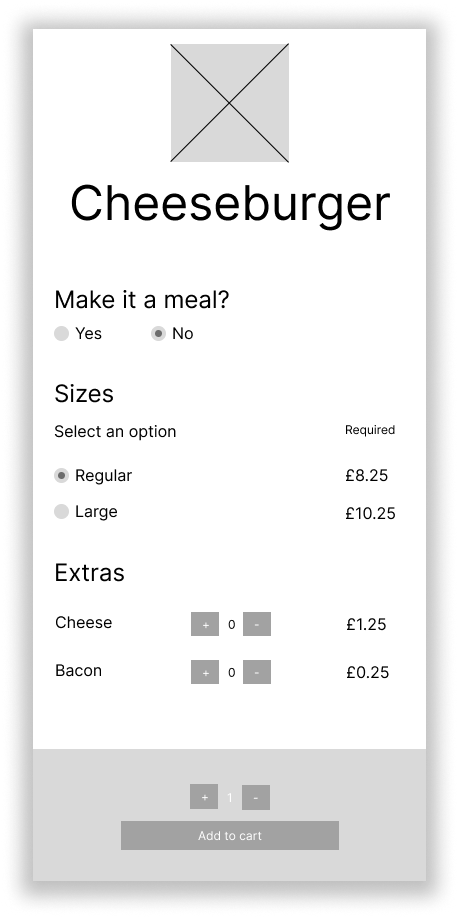 Cheeseburger
Make it a meal?
Yes No
Sizes
Select an option Required
Regular £8.25
Large £10.25
Extras
Cheese + 0 - £1.25
Bacon + 0 - £0.25
+ 1 -
Add to cart